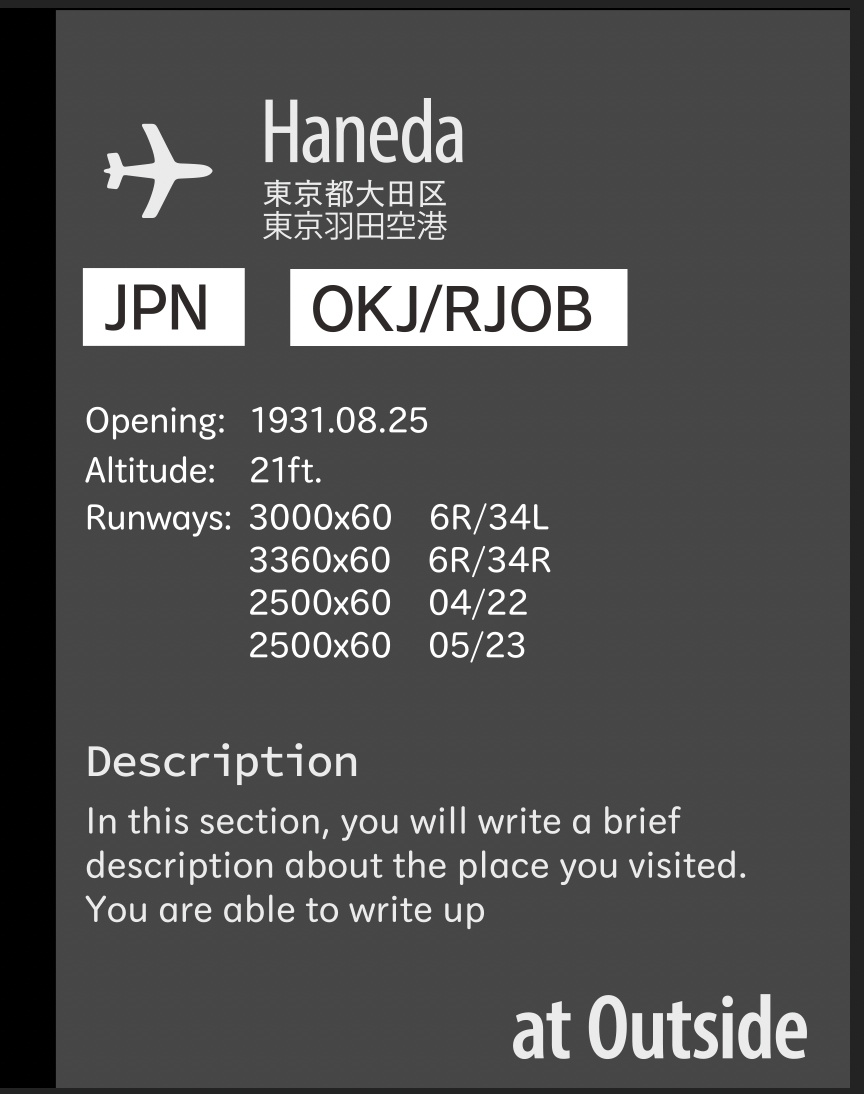 Haneda
東京都大田区
東京羽田空港
JPN OKJ/RJOB
Opening: 1931.08.25
Altitude: 21ft.
Runways: 3000x60 6R/34L
3360x60 6R/34R
2500x60 04/22
2500x60 05/23
Description
In this section, you will write a brief
description about the place you visited.
You are able to write up
at Outside